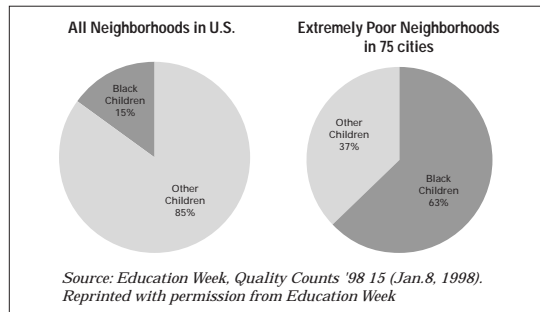 All Neighborhoods in U.S.
Black
Children
15%
Other
Children
85%
Extremely Poor Neighborhoods
in 75 cities
Other
Children
37%
Black
Children
63%
Source: Education Week, Quality Counts '98 15 (Jan.8, 1998).
Reprinted with permission from Education Week